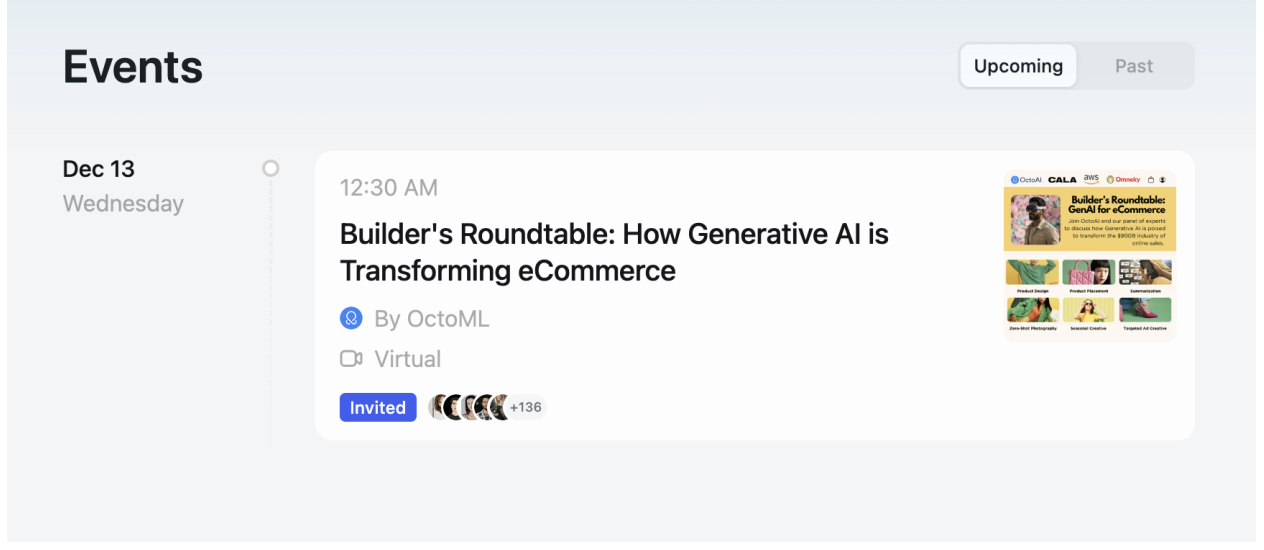 Events
Upcoming
Past
Dec 13
Wednesday
12:30 AM
Builder's Roundtable: How Generative AI is
Transforming eCommerce
By OctoML
Virtual
Invited
+136
OctoAI CALA aws Omneky
Builder's Roundtable:
GenAI for eCommerce
Join OctoAI and our panel of experts
to discuss how Generative AI is poised
to transform the $900B industry of
online sales.
Product Design
Product Placement
Summarization
Zero-Shot Photography
Seasonal Creative
Targeted Ad Creative